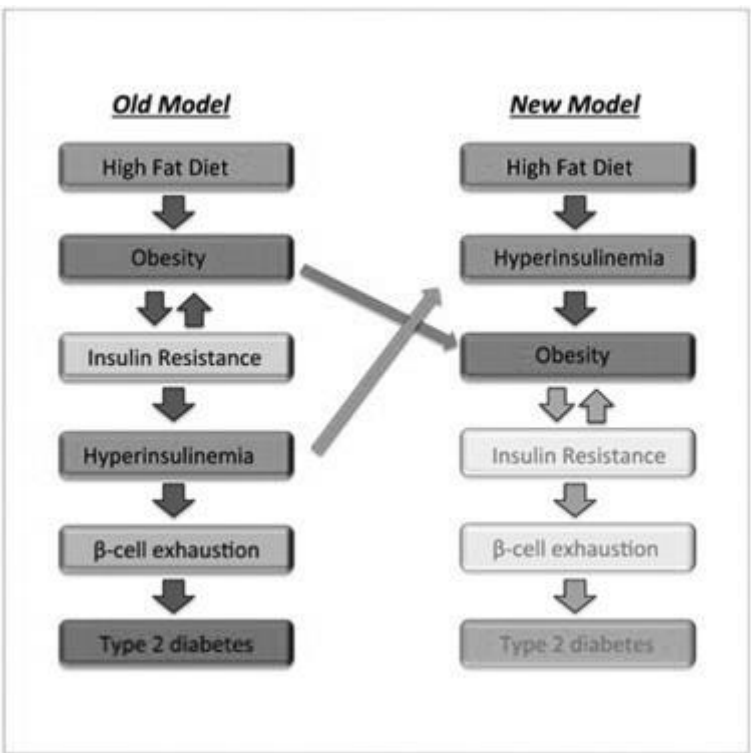 Old Model
High Fat Diet
Obesity
Insulin Resistance
Hyperinsulinemia
β-cell exhaustion
Type 2 diabetes
New Model
High Fat Diet
Hyperinsulinemia
Obesity
Insulin Resistance
β-cell exhaustion
Type 2 diabetes